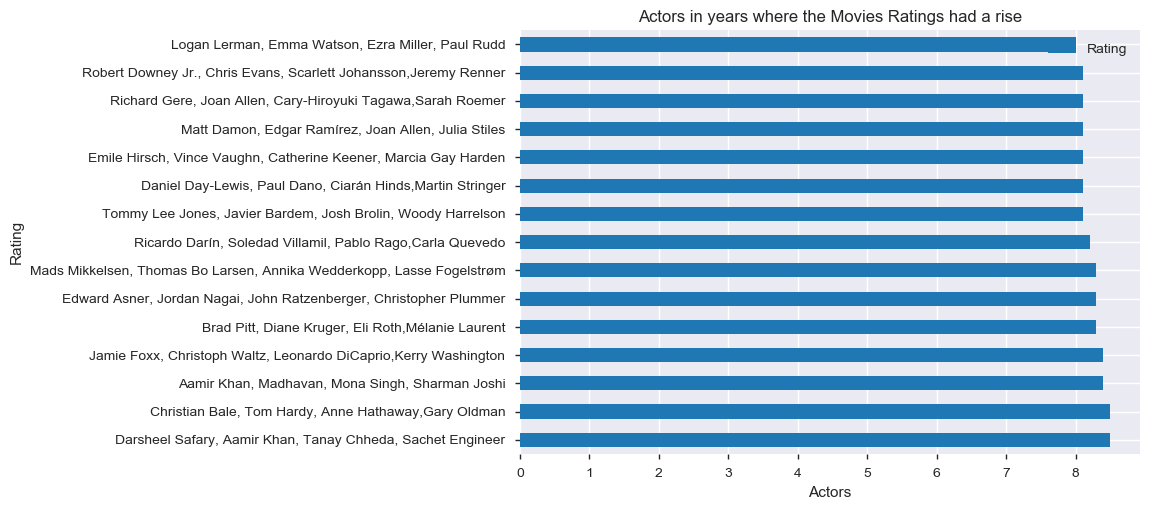 Actors in years where the Movies Ratings had a rise
Rating
Logan Lerman, Emma Watson, Ezra Miller, Paul Rudd
Robert Downey Jr., Chris Evans, Scarlett Johansson,Jeremy Renner
Richard Gere, Joan Allen, Cary-Hiroyuki Tagawa,Sarah Roemer
Matt Damon, Edgar Ramírez, Joan Allen, Julia Stiles
Emile Hirsch, Vince Vaughn, Catherine Keener, Marcia Gay Harden
Daniel Day-Lewis, Paul Dano, Ciarán Hinds,Martin Stringer
Tommy Lee Jones, Javier Bardem, Josh Brolin, Woody Harrelson
Ricardo Darín, Soledad Villamil, Pablo Rago,Carla Quevedo
Mads Mikkelsen, Thomas Bo Larsen, Annika Wedderkopp, Lasse Fogelstrøm
Edward Asner, Jordan Nagai, John Ratzenberger, Christopher Plummer
Brad Pitt, Diane Kruger, Eli Roth,Mélanie Laurent
Jamie Foxx, Christoph Waltz, Leonardo DiCaprio,Kerry Washington
Aamir Khan, Madhavan, Mona Singh, Sharman Joshi
Christian Bale, Tom Hardy, Anne Hathaway,Gary Oldman
Darsheel Safary, Aamir Khan, Tanay Chheda, Sachet Engineer
Rating
0 1 2 3 4 5 6 7 8
Actors